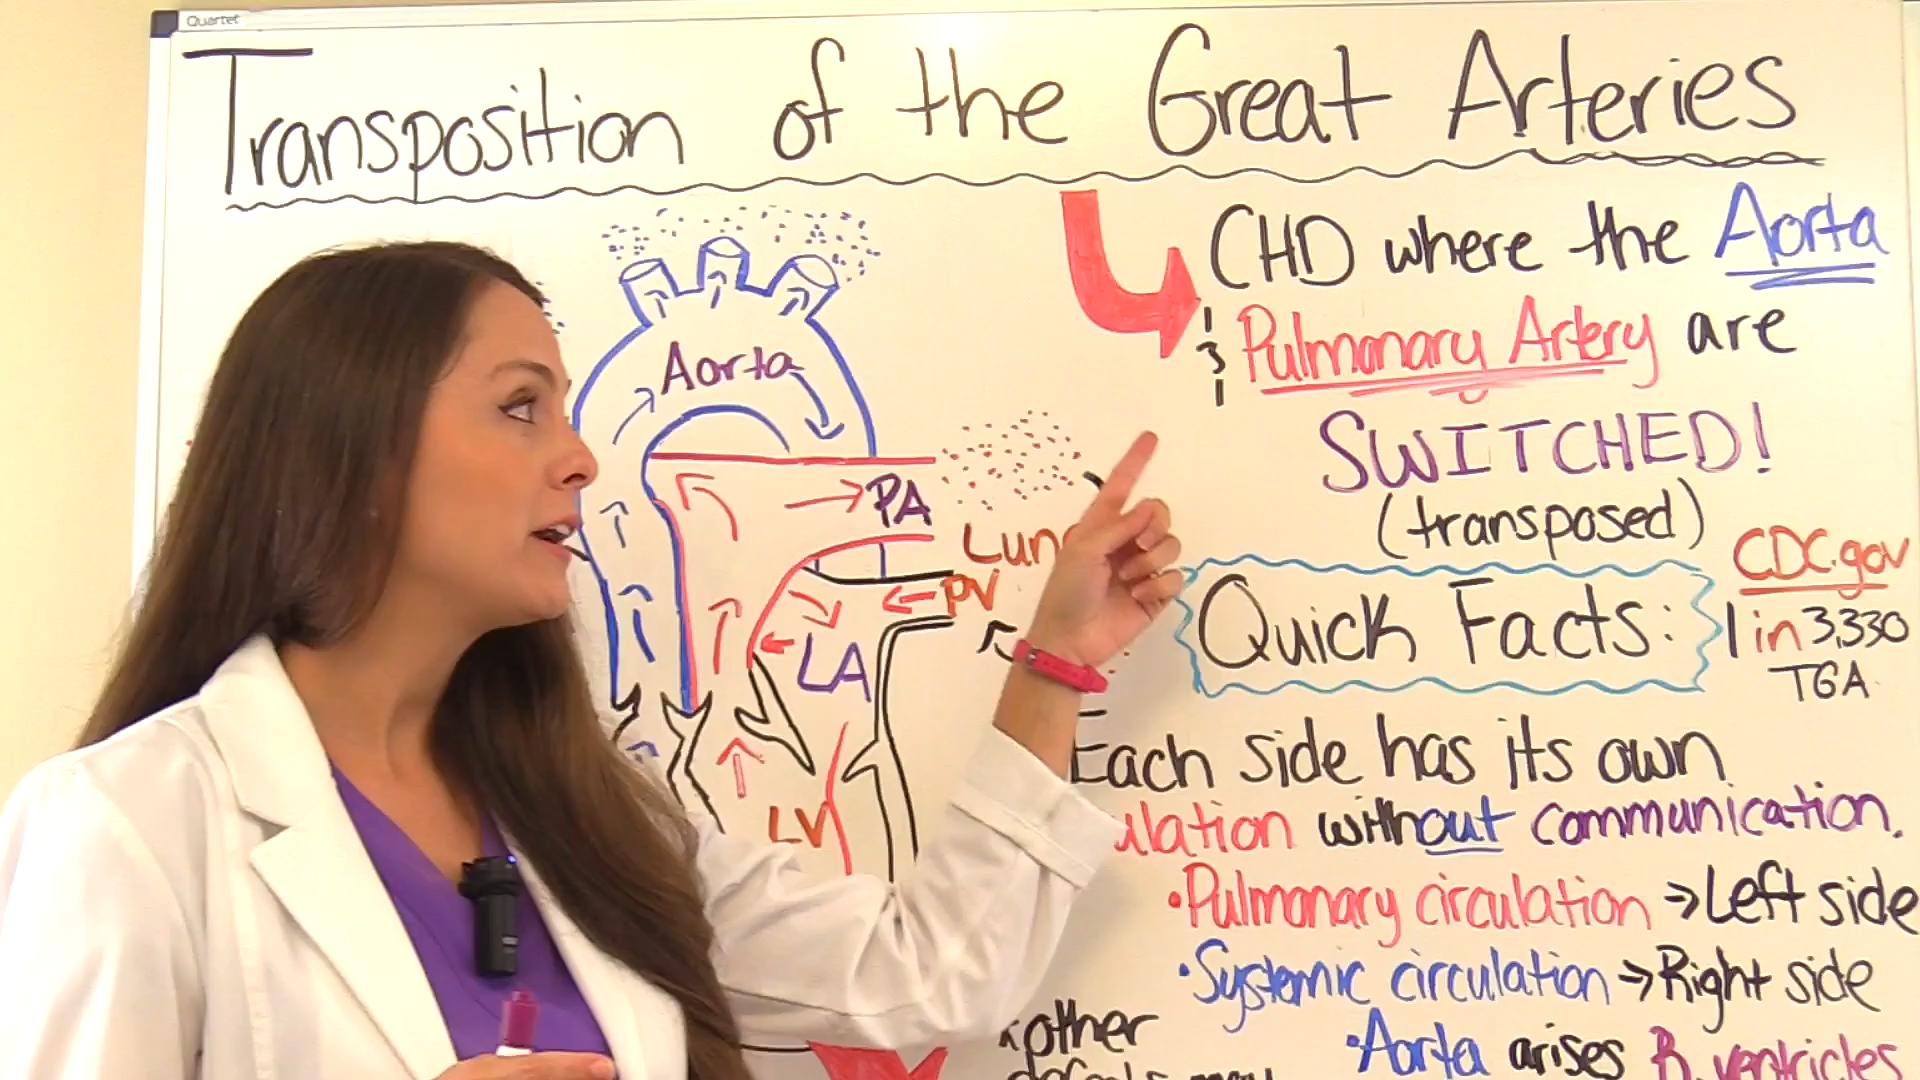 Quartet
Transposition of the Great Arteries
CHD where the Aorta
& Pulmonary Artery are
SWITCHED!
(transposed)
Aorta
PA
PV
LA
LV
CDC.gov
1 in 3,330
TGA
Quick Facts:
Each side has its own
without communication.
•Pulmonary circulation → Left side
•Systemic circulation → Right side
•Aorta arises R. ventricles
*other